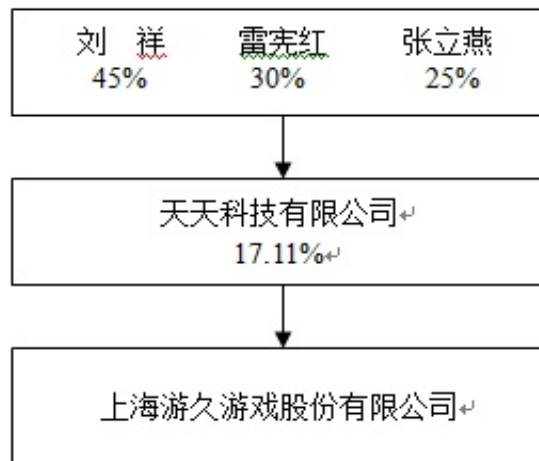 刘 祥 雷宪红 张立燕
45% 30% 25%
天天科技有限公司
17.11%
上海游久游戏股份有限公司